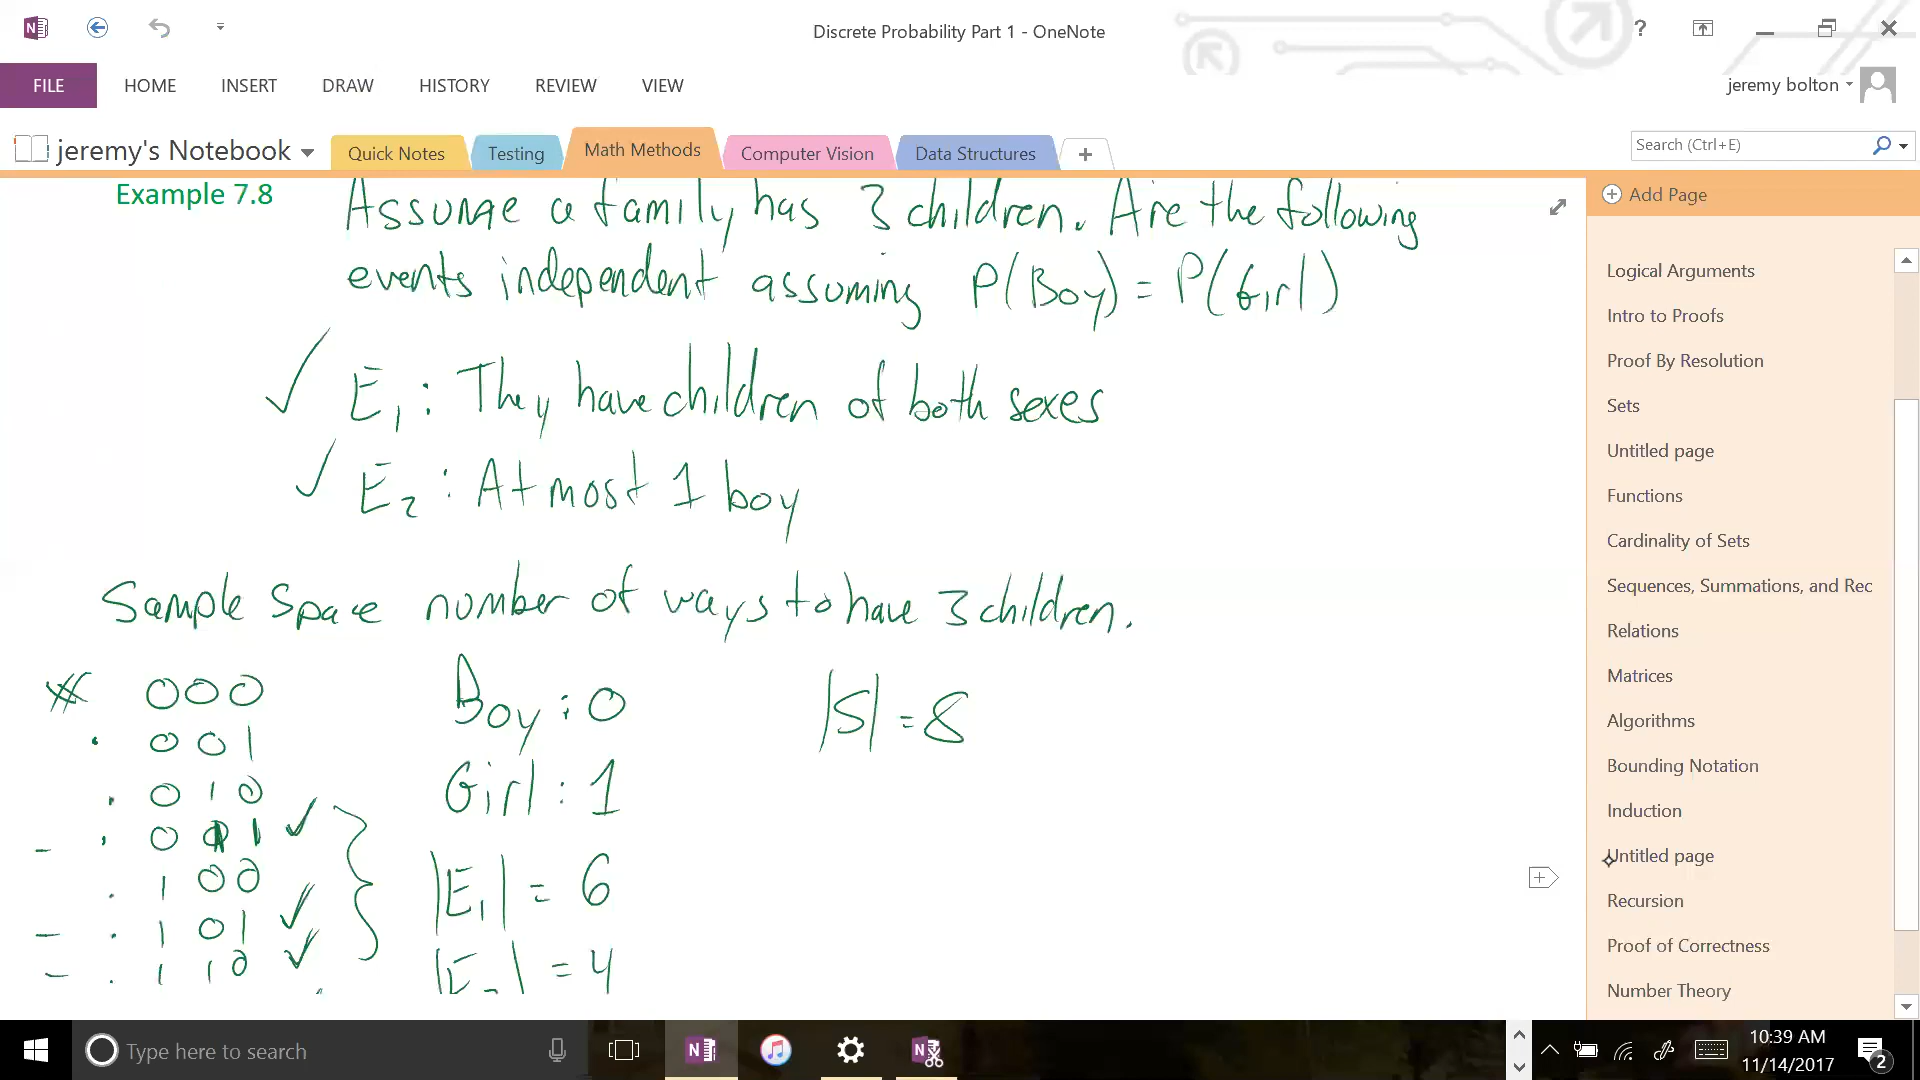 Discrete Probability Part 1 - OneNote
?
FILE HOME INSERT DRAW HISTORY REVIEW VIEW
jeremy bolton
jeremy's Notebook
Quick Notes Testing Math Methods Computer Vision Data Structures +
Search (Ctrl+E)
Example 7.8
Assume a family has 3 children. Are the following
events independent assuming P(Boy) = P(Girl)
✓ E₁ : They have children of both sexes
✓ E₂ : At most 1 boy
Sample Space number of ways to have 3 children.
000
001
010
011 ✓
100
101 ✓
110 ✓
Boy : 0
Girl : 1
|E₁| = 6
|E₂| = 4
|S| = 8
Add Page
Logical Arguments
Intro to Proofs
Proof By Resolution
Sets
Untitled page
Functions
Cardinality of Sets
Sequences, Summations, and Rec
Relations
Matrices
Algorithms
Bounding Notation
Induction
Untitled page
Recursion
Proof of Correctness
Number Theory
Type here to search
10:39 AM
11/14/2017
2